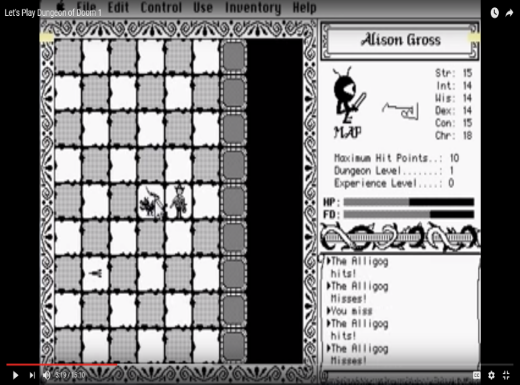 Let's Play Dungeon of Doom 1
File Edit Control Use Inventory Help
Alison Gross
Str: 15
Int: 14
Wis: 14
Dex: 14
Con: 15
Chr: 18
MAP
Maximum Hit Points..: 10
Dungeon Level.......: 1
Experience Level....: 0
HP:
FD:
The Alligog
hits!
The Alligog
Misses!
You miss
The Alligog
hits!
The Alligog
Misses!